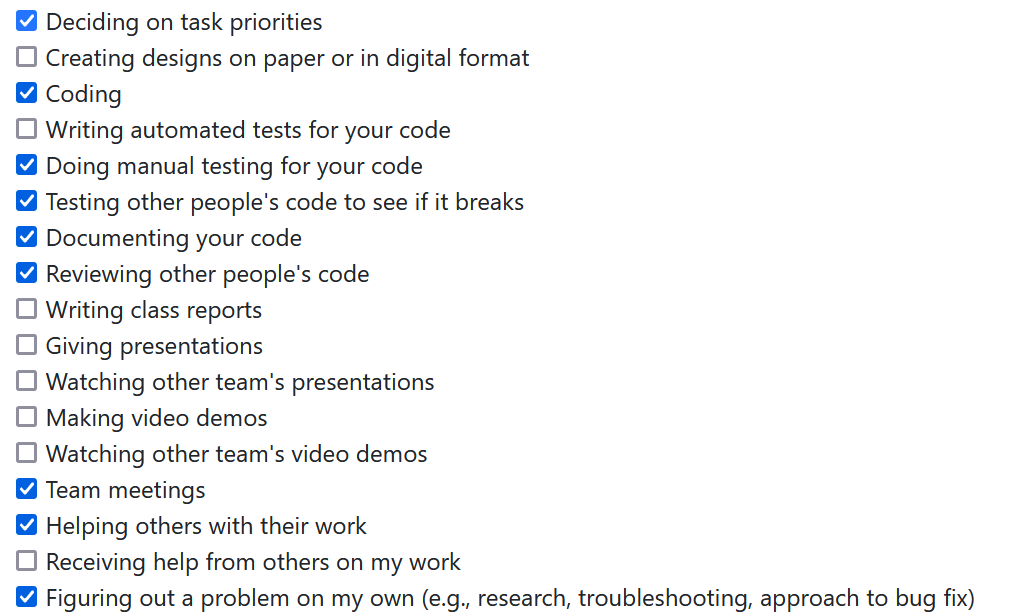 Deciding on task priorities
Creating designs on paper or in digital format
Coding
Writing automated tests for your code
Doing manual testing for your code
Testing other people's code to see if it breaks
Documenting your code
Reviewing other people's code
Writing class reports
Giving presentations
Watching other team's presentations
Making video demos
Watching other team's video demos
Team meetings
Helping others with their work
Receiving help from others on my work
Figuring out a problem on my own (e.g., research, troubleshooting, approach to bug fix)